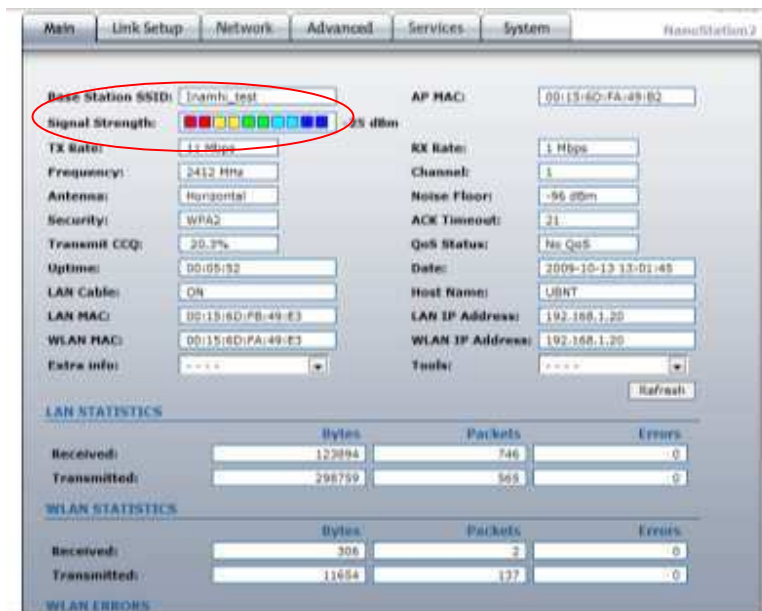 Main Link Setup Network Advanced Services System NanoStation2
Base Station SSID: Inamhi_test AP MAC: 00:15:6D:FA:49:B2
Signal Strength: -25 dBm
TX Rate: 11 Mbps RX Rate: 1 Mbps
Frequency: 2412 MHz Channel: 1
Antenna: Horizontal Noise Floor: -96 dBm
Security: WPA2 ACK Timeout: 21
Transmit CCQ: 20.3% QoS Status: No QoS
Uptime: 00:05:52 Date: 2009-10-13 13:01:45
LAN Cable: ON Host Name: UBNT
LAN MAC: 00:15:6D:FB:49:E3 LAN IP Address: 192.168.1.20
WLAN MAC: 00:15:6D:FA:49:E3 WLAN IP Address: 192.168.1.20
Extra info: - - - - Tools: - - - -
Refresh
LAN STATISTICS
Bytes Packets Errors
Received: 123894 746 0
Transmitted: 298759 565 0
WLAN STATISTICS
Bytes Packets Errors
Received: 306 2 0
Transmitted: 11654 137 0
WLAN ERRORS